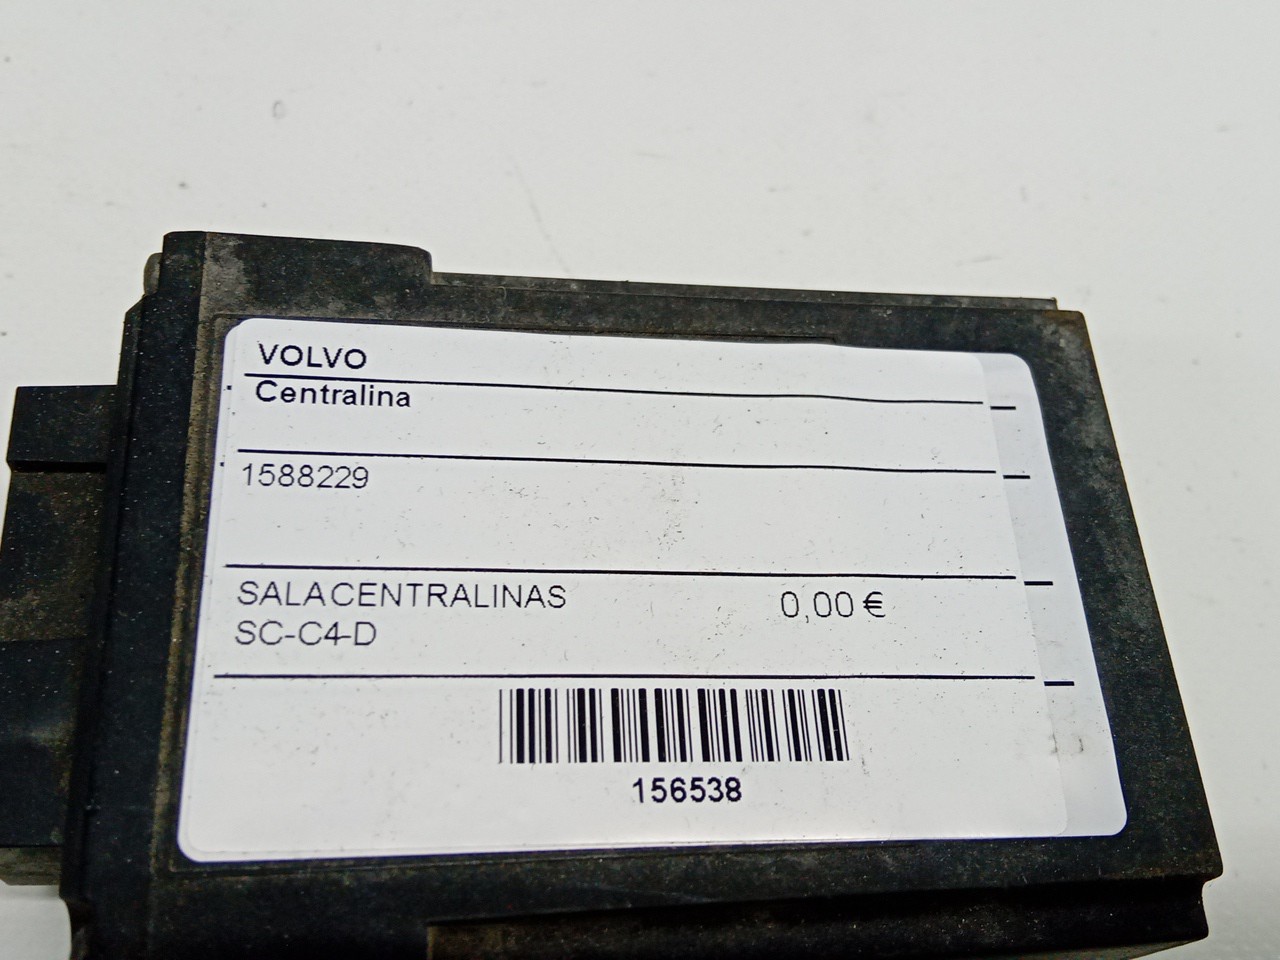 VOLVO
Centralina
1588229
SALACENTRALINAS 0,00 €
SC-C4-D
156538